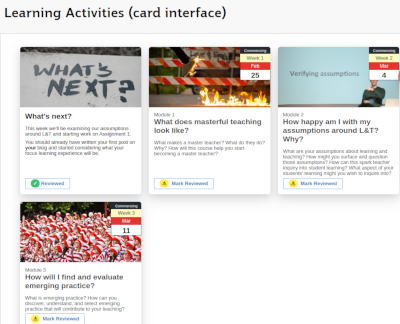 Learning Activities (card interface)
WHAT'S
NEXT?
What's next?
This week we'll be examining our assumptions
around L&T and starting work on Assignment 1.
You should already have written your first post on
your blog and started considering what your
focus learning experience will be.
Reviewed
Commencing
Week 1
Feb
25
Module 1
What does masterful teaching
look like?
What makes a master teacher? What do they do?
Why? How will this course help you start
becoming a master teacher?
Mark Reviewed
Commencing
Week 2
Mar
4
Verifying assumptions
Module 2
How happy am I with my
assumptions around L&T?
Why?
What are your assumptions about learning and
teaching? How might you surface and question
those assumptions? How can this spark teacher
inquiry into student teaching? What aspect of your
students' learning might you wish to inquire into?
Mark Reviewed
Commencing
Week 3
Mar
11
Module 3
How will I find and evaluate
emerging practice?
What is emerging practice? How can you
discover, understand, and select emerging
practice that will contribute to your teaching?
Mark Reviewed